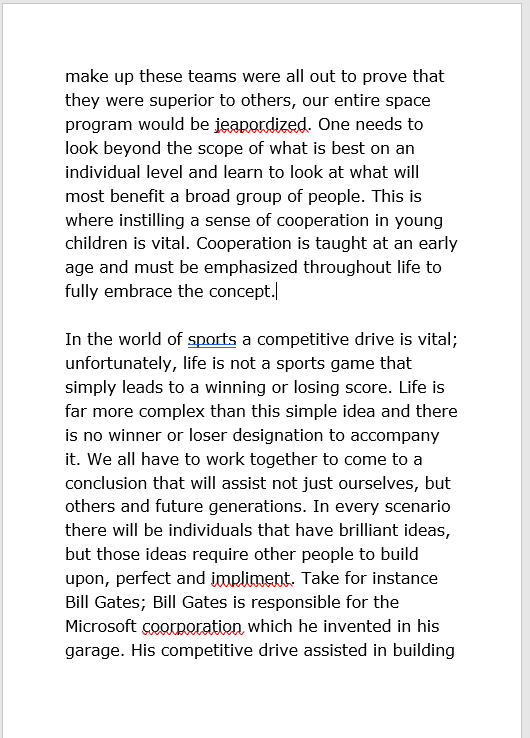 make up these teams were all out to prove that
they were superior to others, our entire space
program would be jeapordized. One needs to
look beyond the scope of what is best on an
individual level and learn to look at what will
most benefit a broad group of people. This is
where instilling a sense of cooperation in young
children is vital. Cooperation is taught at an early
age and must be emphasized throughout life to
fully embrace the concept.
In the world of sports a competitive drive is vital;
unfortunately, life is not a sports game that
simply leads to a winning or losing score. Life is
far more complex than this simple idea and there
is no winner or loser designation to accompany
it. We all have to work together to come to a
conclusion that will assist not just ourselves, but
others and future generations. In every scenario
there will be individuals that have brilliant ideas,
but those ideas require other people to build
upon, perfect and impliment. Take for instance
Bill Gates; Bill Gates is responsible for the
Microsoft coorporation which he invented in his
garage. His competitive drive assisted in building